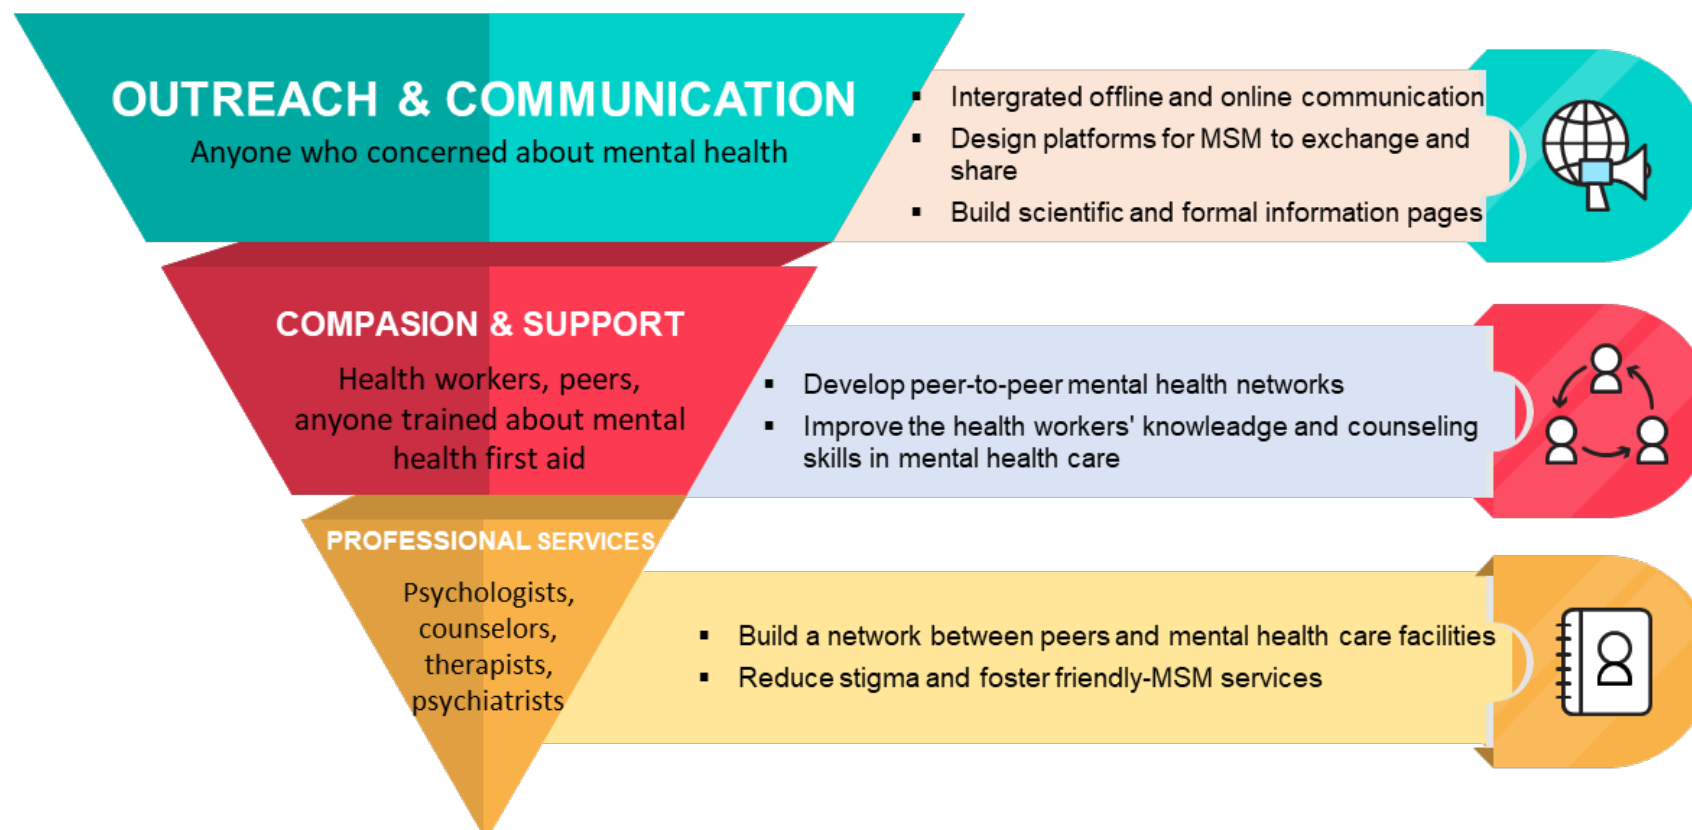 OUTREACH & COMMUNICATION
Anyone who concerned about mental health
▪ Intergrated offline and online communication
▪ Design platforms for MSM to exchange and
share
▪ Build scientific and formal information pages
COMPASION & SUPPORT
Health workers, peers,
anyone trained about mental
health first aid
▪ Develop peer-to-peer mental health networks
▪ Improve the health workers' knowleadge and counseling
skills in mental health care
PROFESSIONAL SERVICES
Psychologists,
counselors,
therapists,
psychiatrists
▪ Build a network between peers and mental health care facilities
▪ Reduce stigma and foster friendly-MSM services